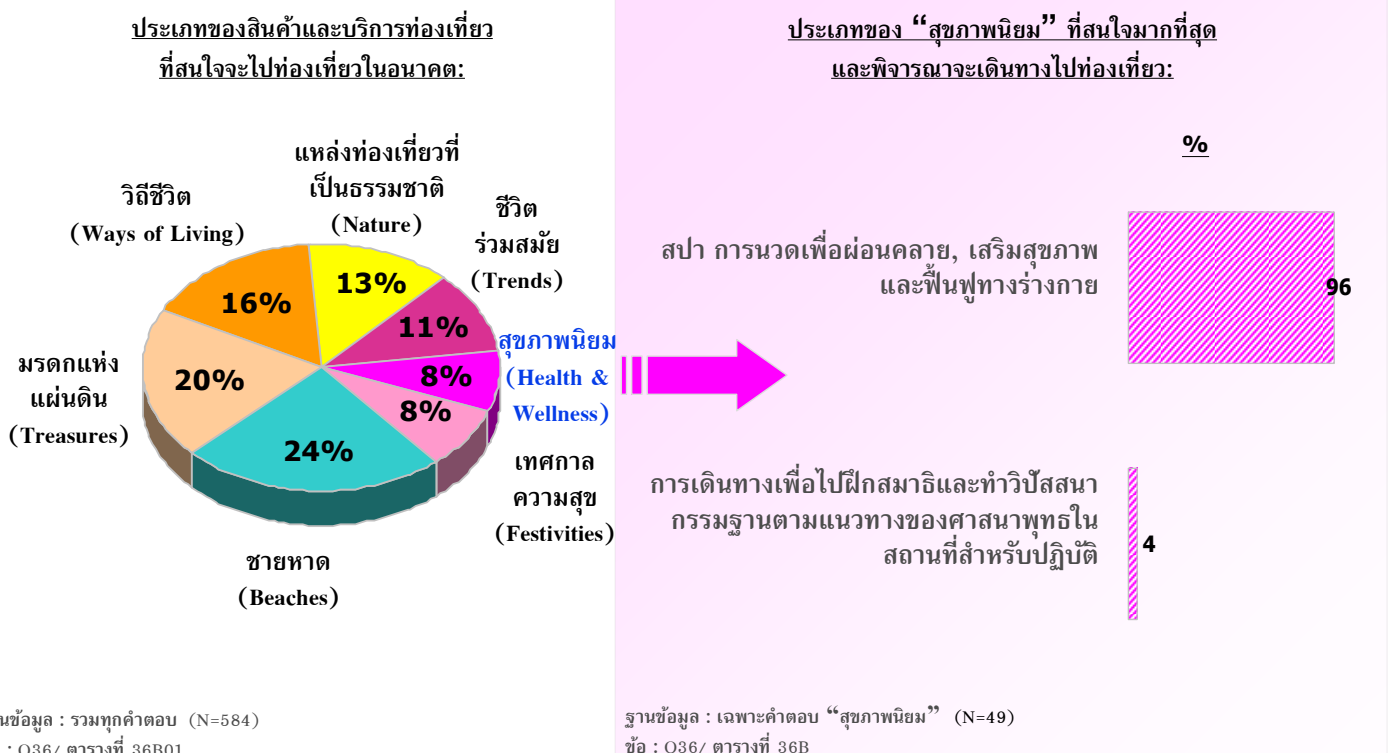 ประเภทของสินค้าและบริการท่องเที่ยว
ที่สนใจจะไปท่องเที่ยวในอนาคต:
แหล่งท่องเที่ยวที่
เป็นธรรมชาติ
(Nature)
วิถีชีวิต
(Ways of Living)
ชีวิต
ร่วมสมัย
(Trends)
13%
16%
11%
สุขภาพนิยม
(Health &
Wellness)
8%
มรดกแห่ง
แผ่นดิน
(Treasures)
20%
8%
24%
เทศกาล
ความสุข
(Festivities)
ชายหาด
(Beaches)
: รวมทุกคำตอบ (N=584)
: Q36/ ตารางที่ 36B01
ประเภทของ “สุขภาพนิยม” ที่สนใจมากที่สุด
และพิจารณาจะเดินทางไปท่องเที่ยว:
%
สปา การนวดเพื่อผ่อนคลาย, เสริมสุขภาพ
และฟื้นฟูทางร่างกาย
96
การเดินทางเพื่อไปฝึกสมาธิและทำวิปัสสนา
กรรมฐานตามแนวทางของศาสนาพุทธใน
สถานที่สำหรับปฏิบัติ
4
ฐานข้อมูล : เฉพาะคำตอบ “สุขภาพนิยม” (N=49)
ข้อ : Q36/ ตารางที่ 36B